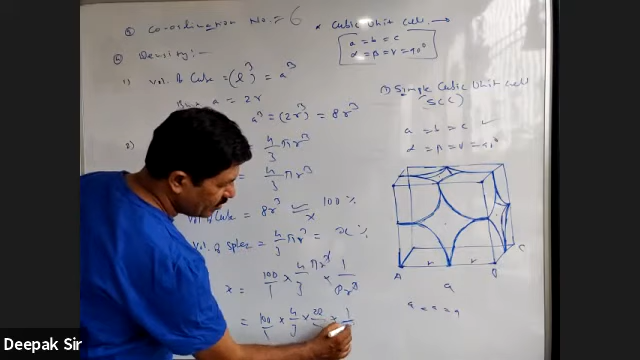 ⑤ Co-ordination No. = 6
⑥ Density:-
1) Vol. of Cube = (l)³ = a³
But a = 2r
a³ = (2r)³ = 8r³
2)
4/3 πr³
= 4/3 πr³
Vol. of Cube = 8r³ 100 %
Vol. of Sphere = 4/3 πr³ = x %
x = 100/1 × 4/3 πr³ × 1/8r³
= 100/1 × 4/3 × 22/ × 1/
* Cubic Unit Cell. →
a = b = c
α = β = γ = 90°
1) Simple Cubic Unit Cell
(SCC)
a = b = c ✓
α = β = γ = 90°
A r r B C
a
a = a = a
Deepak Sir